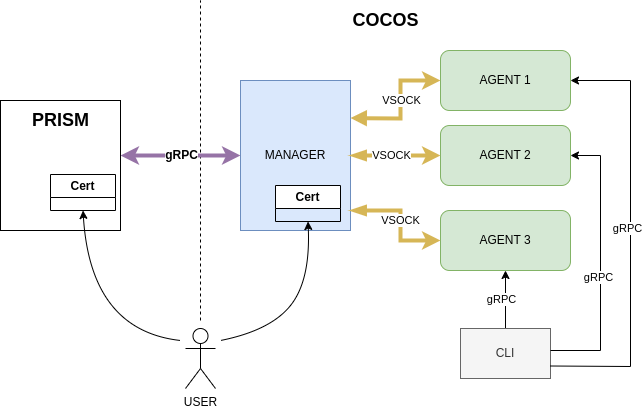 COCOS
PRISM
Cert
gRPC
MANAGER
Cert
VSOCK
VSOCK
VSOCK
AGENT 1
AGENT 2
AGENT 3
gRPC
gRPC
gRPC
CLI
USER